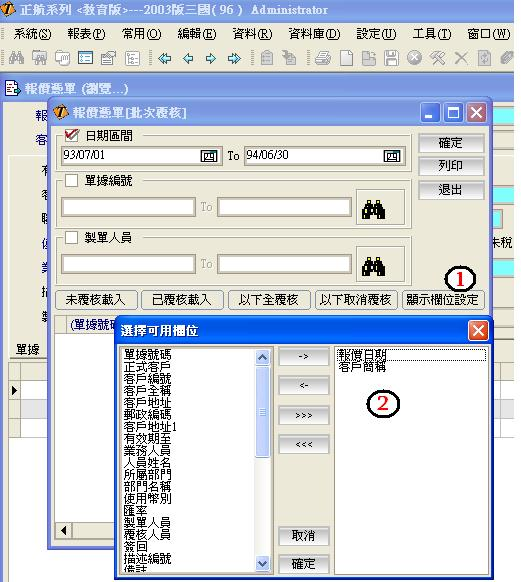 正航系列 <教育版>---2003版三國( 96 ) Administrator
系統(S) 報表(P) 常用(O) 編輯(E) 資料(R) 資料庫(D) 設定(U) 工具(T) 視窗(W)
報價憑單 (瀏覽...)
報價憑單[批次覆核]
日期區間
93/07/01 To 94/06/30
確定
列印
退出
單據編號
To
製單人員
To
未稅
1
未覆核載入 已覆核載入 以下全覆核 以下取消覆核 顯示欄位設定
(單據號碼
單據
選擇可用欄位
單據號碼
正式客戶
客戶編號
客戶全稱
客戶地址
郵政編碼
客戶地址1
有效期至
業務人員
人員姓名
所屬部門
部門名稱
使用幣別
匯率
製單人員
覆核人員
簽回
描述編號
備註
->
<-
>>>
<<<
取消
確定
報價日期
客戶簡稱
2